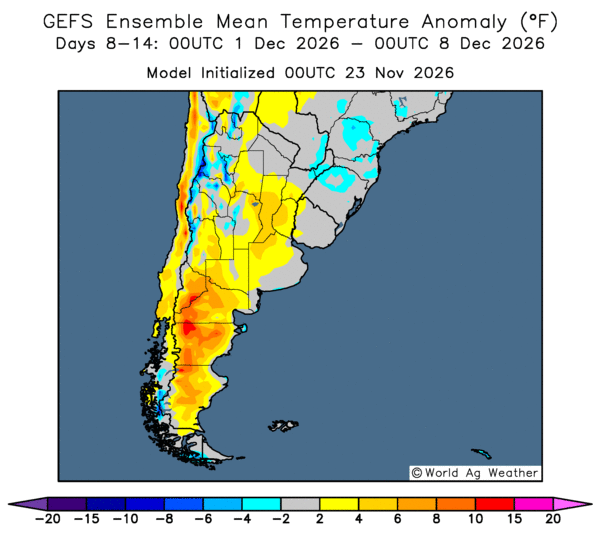 GEFS Ensemble Mean Temperature Anomaly (°F)
Days 8-14: 00UTC 1 Dec 2026 - 00UTC 8 Dec 2026
Model Initialized 00UTC 23 Nov 2026
© World Ag Weather
-20 -15 -10 -8 -6 -4 -2 2 4 6 8 10 15 20